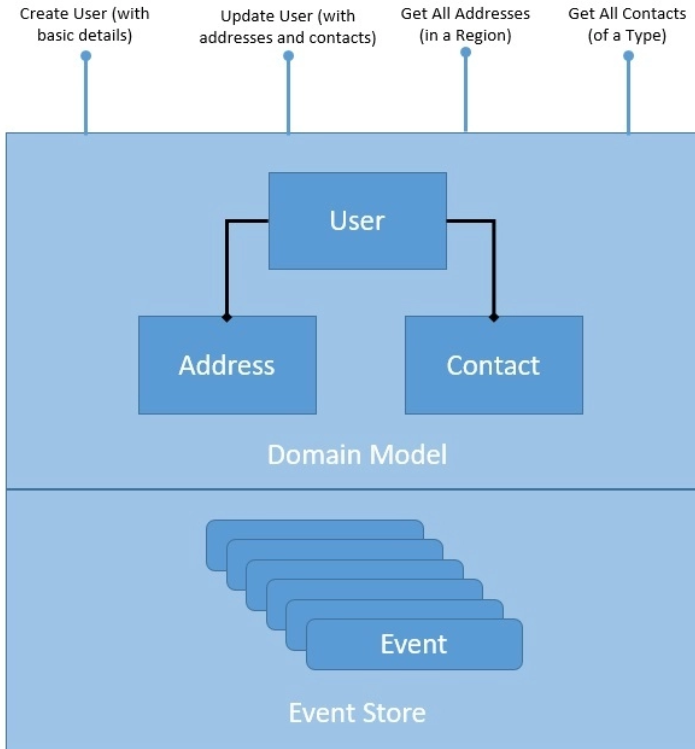 Create User (with
basic details)
Update User (with
addresses and contacts)
Get All Addresses
(in a Region)
Get All Contacts
(of a Type)
User
Address
Contact
Domain Model
Event
Event Store